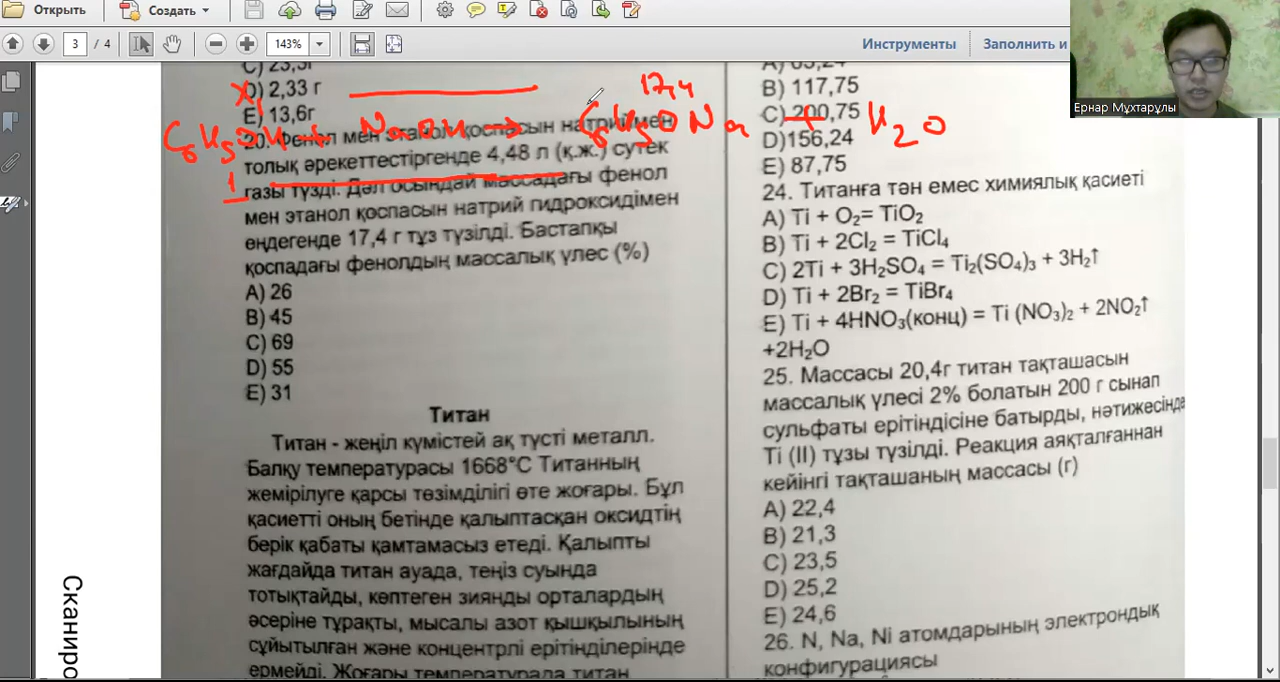 Открыть
Создать
3 / 4
143%
Инструменты
Заполнить и
Ернар Мұхтарұлы
C) 23,3г
D) 2,33 г
E) 13,6г
20. Фенол мен этанол қоспасын натриймен
толық әрекеттестіргенде 4,48 л (қ.ж.) сутек
газы түзді. Дәл осындай массадағы фенол
мен этанол қоспасын натрий гидроксидімен
өңдегенде 17,4 г тұз түзілді. Бастапқы
қоспадағы фенолдың массалық үлес (%)
A) 26
B) 45
C) 69
D) 55
E) 31
Титан
Титан - жеңіл күмістей ақ түсті металл.
Балқу температурасы 1668°C Титанның
жемірілуге қарсы төзімділігі өте жоғары. Бұл
қасиетті оның бетінде қалыптасқан оксидтің
берік қабаты қамтамасыз етеді. Қалыпты
жағдайда титан ауада, теңіз суында
тотықтайды, көптеген зиянды орталардың
әсеріне тұрақты, мысалы азот қышқылының
сұйытылған және концентрлі ерітінділерінде
ермейді. Жоғары температурада титан
B) 117,75
C) 200,75
D)156,24
E) 87,75
24. Титанға тән емес химиялық қасиеті
A) Ti + O₂= TiO₂
B) Ti + 2Cl₂ = TiCl₄
C) 2Ti + 3H₂SO₄ = Ti₂(SO₄)₃ + 3H₂↑
D) Ti + 2Br₂ = TiBr₄
E) Ti + 4HNO₃(конц) = Ti (NO₃)₂ + 2NO₂↑
+2H₂O
25. Массасы 20,4г титан тақташасын
массалық үлесі 2% болатын 200 г сынап
сульфаты ерітіндісіне батырды, нәтижесінде
Ti (II) тұзы түзілді. Реакция аяқталғаннан
кейінгі тақташаның массасы (г)
A) 22,4
B) 21,3
C) 23,5
D) 25,2
E) 24,6
26. N, Na, Ni атомдарының электрондық
конфигурациясы
X₁
17,4
C₆H₅OH + NaOH → C₆H₅ONa + H₂O
1
Сканиро